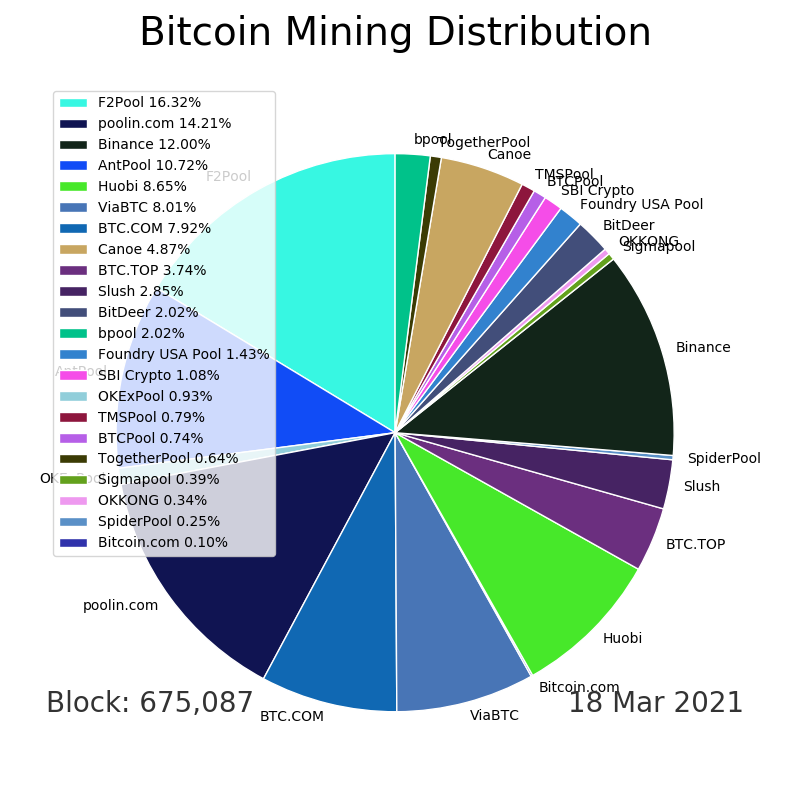 Bitcoin Mining Distribution
F2Pool 16.32%
poolin.com 14.21%
Binance 12.00%
AntPool 10.72%
Huobi 8.65%
ViaBTC 8.01%
BTC.COM 7.92%
Canoe 4.87%
BTC.TOP 3.74%
Slush 2.85%
BitDeer 2.02%
bpool 2.02%
Foundry USA Pool 1.43%
SBI Crypto 1.08%
OKExPool 0.93%
TMSPool 0.79%
BTCPool 0.74%
TogetherPool 0.64%
Sigmapool 0.39%
OKKONG 0.34%
SpiderPool 0.25%
Bitcoin.com 0.10%
bpool
TogetherPool
Canoe
TMSPool
BTCPool
SBI Crypto
Foundry USA Pool
BitDeer
OKKONG
Sigmapool
Binance
SpiderPool
Slush
BTC.TOP
Huobi
Bitcoin.com
ViaBTC
BTC.COM
poolin.com
OKExPool
AntPool
F2Pool
Block: 675,087
18 Mar 2021